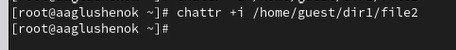 [root@aaglushenok ~]# chattr +i /home/guest/dir1/file2
[root@aaglushenok ~]#